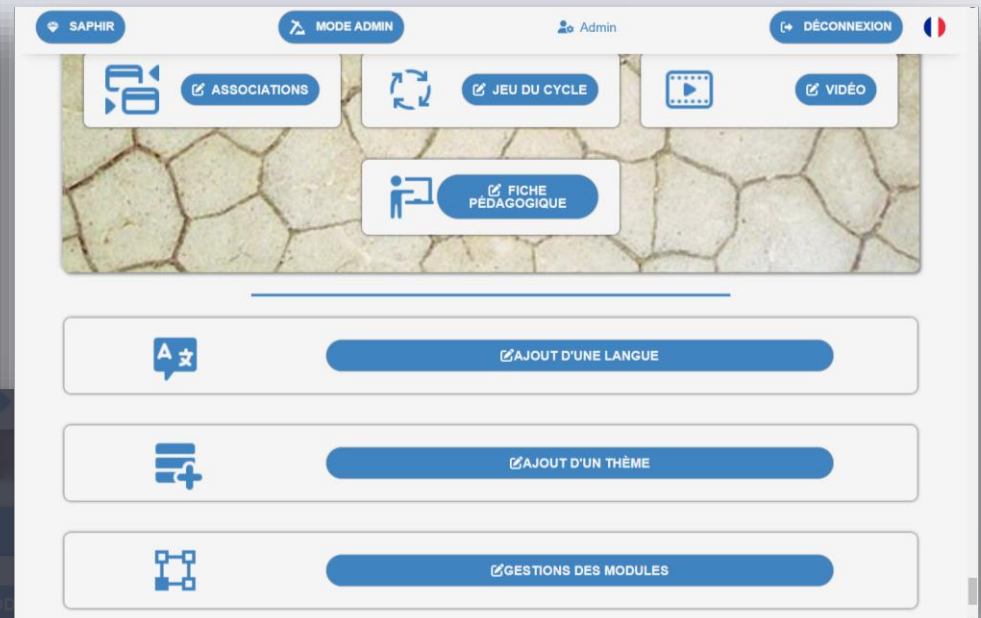 SAPHIR
MODE ADMIN
Admin
DÉCONNEXION
ASSOCIATIONS
JEU DU CYCLE
VIDÉO
FICHE
PÉDAGOGIQUE
AJOUT D'UNE LANGUE
AJOUT D'UN THÈME
GESTIONS DES MODULES